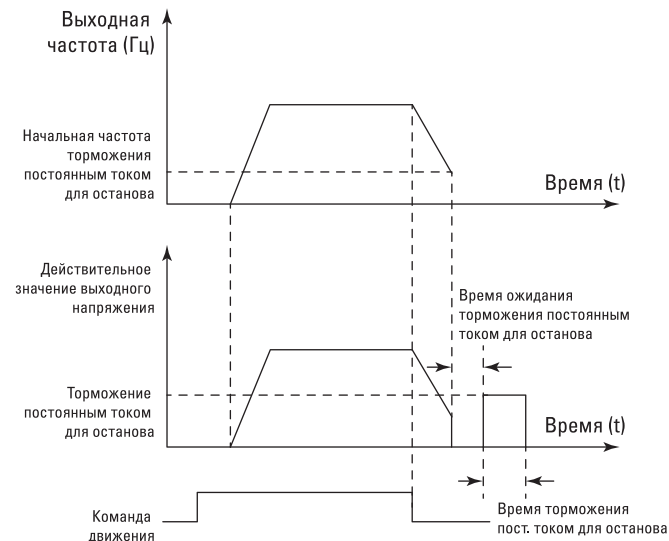 Выходная
частота (Гц)
Начальная частота
торможения
постоянным током
для останова
Время (t)
Действительное
значение выходного
напряжения
Время ожидания
торможения постоянным
током для останова
Торможение
постоянным током
для останова
Время (t)
Команда
движения
Время торможения
пост. током для останова